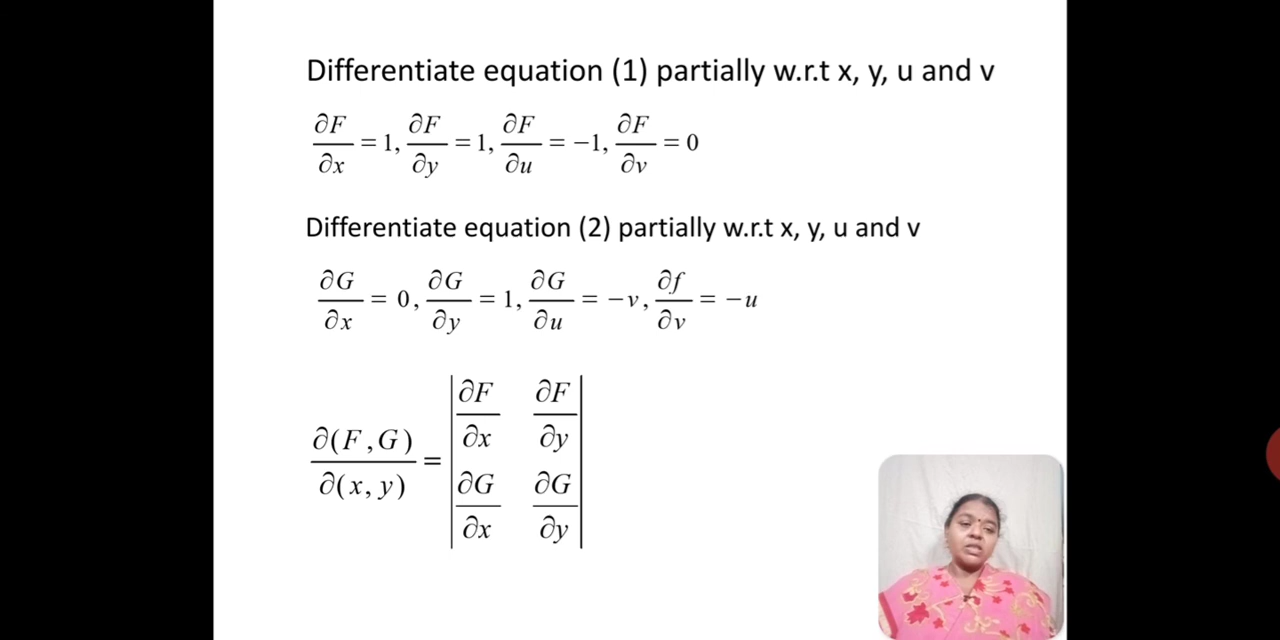 Differentiate equation (1) partially w.r.t x, y, u and v
∂F/∂x = 1, ∂F/∂y = 1, ∂F/∂u = −1, ∂F/∂v = 0
Differentiate equation (2) partially w.r.t x, y, u and v
∂G/∂x = 0, ∂G/∂y = 1, ∂G/∂u = −v, ∂f/∂v = −u
∂(F,G)/∂(x,y) = | ∂F/∂x ∂F/∂y |
| ∂G/∂x ∂G/∂y |